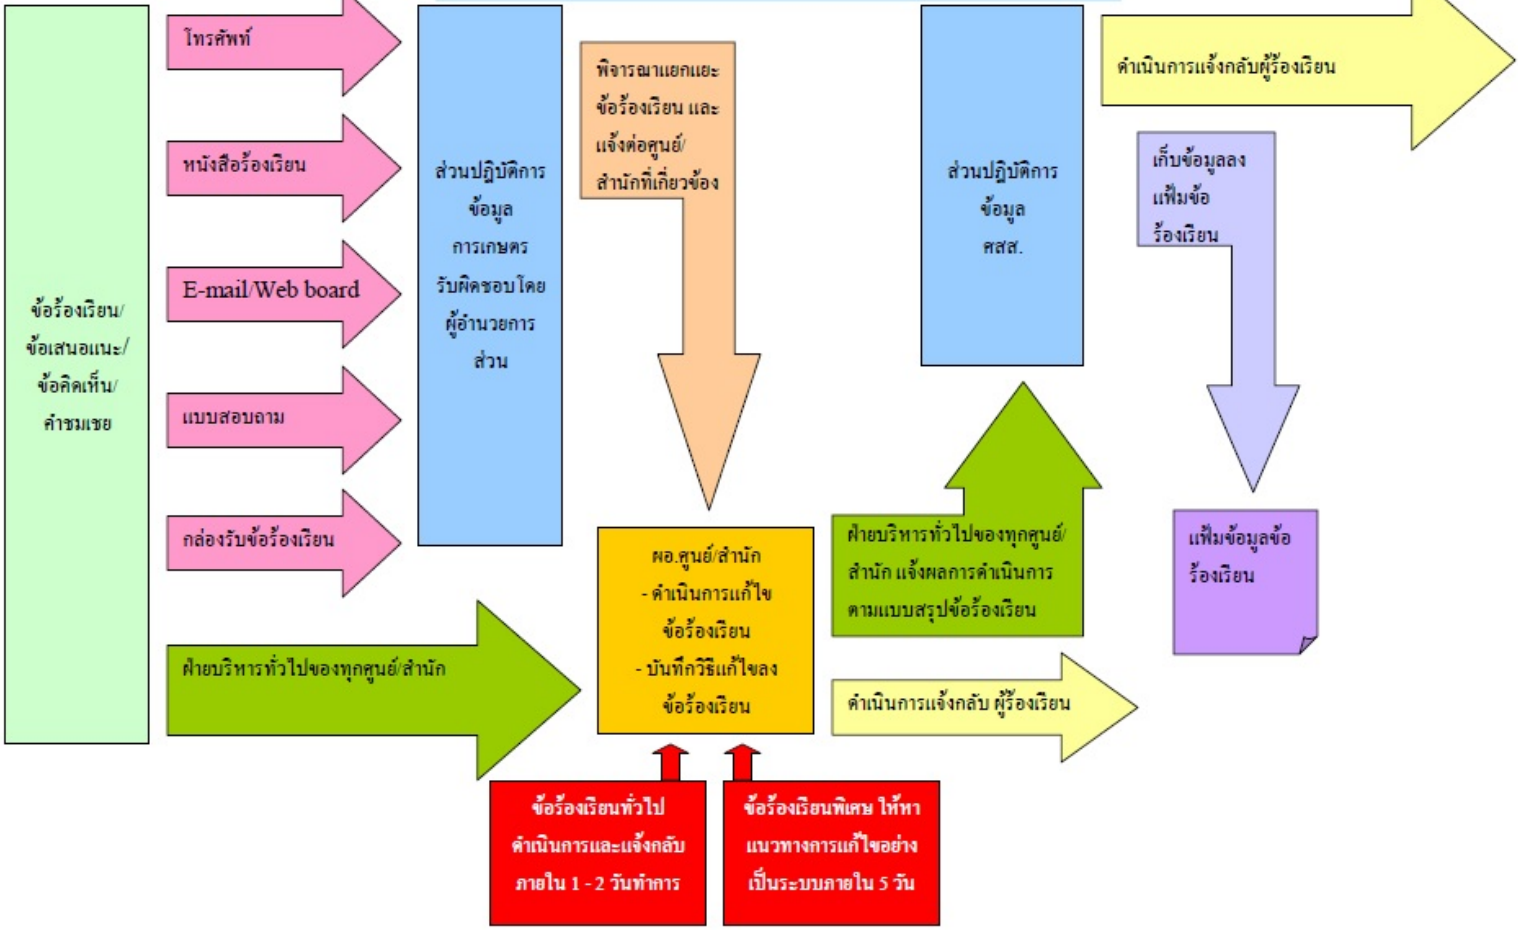 ข้อร้องเรียน/
ข้อเสนอแนะ/
ข้อคิดเห็น/
คำชมเชย
โทรศัพท์
หนังสือร้องเรียน
E-mail/Web board
แบบสอบถาม
กล่องรับข้อร้องเรียน
ฝ่ายบริหารทั่วไปของทุกศูนย์/สำนัก
ส่วนปฏิบัติการ
ข้อมูล
การเกษตร
รับผิดชอบโดย
ผู้อำนวยการ
ส่วน
พิจารณาแยกแยะ
ข้อร้องเรียน และ
แจ้งต่อศูนย์/
สำนักที่เกี่ยวข้อง
ผอ.ศูนย์/สำนัก
- ดำเนินการแก้ไข
ข้อร้องเรียน
- บันทึกวิธีแก้ไขลง
ข้อร้องเรียน
ข้อร้องเรียนทั่วไป
ดำเนินการและแจ้งกลับ
ภายใน 1 - 2 วันทำการ
ข้อร้องเรียนพิเศษ ให้หา
แนวทางการแก้ไขอย่าง
เป็นระบบภายใน 5 วัน
ฝ่ายบริหารทั่วไปของทุกศูนย์/
สำนัก แจ้งผลการดำเนินการ
ตามแบบสรุปข้อร้องเรียน
ดำเนินการแจ้งกลับ ผู้ร้องเรียน
ส่วนปฏิบัติการ
ข้อมูล
ศสส.
ดำเนินการแจ้งกลับผู้ร้องเรียน
เก็บข้อมูลลง
แฟ้มข้อ
ร้องเรียน
แฟ้มข้อมูลข้อ
ร้องเรียน